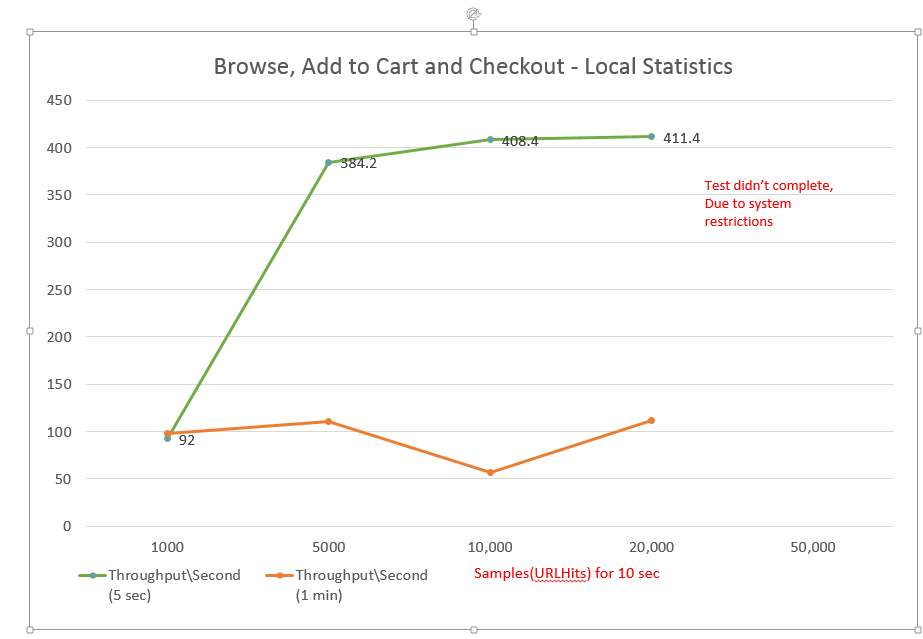 Browse, Add to Cart and Checkout - Local Statistics
450
400
350
300
250
200
150
100
50
0
384.2
408.4
411.4
92
Test didn't complete,
Due to system
restrictions
1000
5000
10,000
20,000
50,000
Throughput\Second
(5 sec)
Throughput\Second
(1 min)
Samples(URLHits) for 10 sec